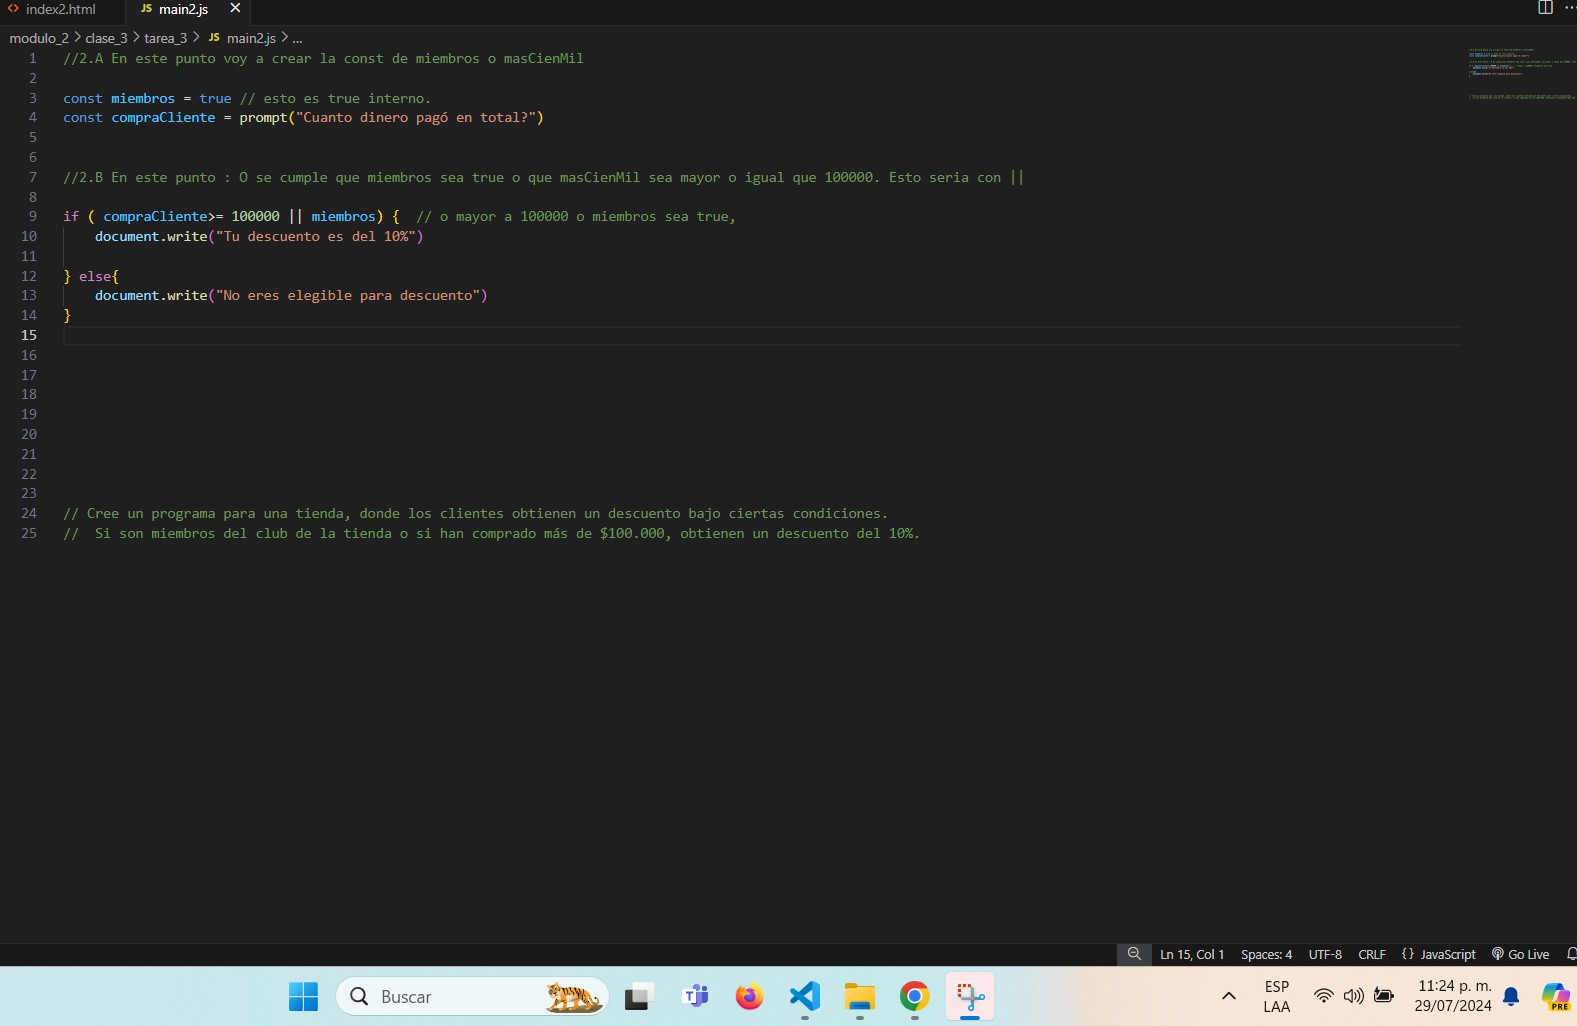 index2.html
JS main2.js
modulo_2 > clase_3 > tarea_3 > JS main2.js > ...
1 //2.A En este punto voy a crear la const de miembros o masCienMil
2
3 const miembros = true // esto es true interno.
4 const compraCliente = prompt("Cuanto dinero pagó en total?")
5
6
7 //2.B En este punto : O se cumple que miembros sea true o que masCienMil sea mayor o igual que 100000. Esto seria con ||
8
9 if ( compraCliente>= 100000 || miembros) {  // o mayor a 100000 o miembros sea true,
10     document.write("Tu descuento es del 10%")
11
12 } else{
13     document.write("No eres elegible para descuento")
14 }
15
16
17
18
19
20
21
22
23
24 // Cree un programa para una tienda, donde los clientes obtienen un descuento bajo ciertas condiciones.
25 //  Si son miembros del club de la tienda o si han comprado más de $100.000, obtienen un descuento del 10%.
Ln 15, Col 1 Spaces: 4 UTF-8 CRLF {} JavaScript Go Live
Buscar
ESP
LAA
11:24 p. m.
29/07/2024
PRE